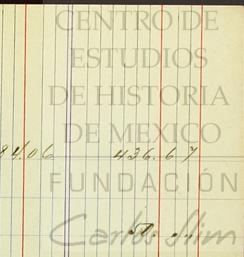 CENTRO DE
ESTUDIOS
DE HISTORIA
DE MEXICO
84.06 436.67
FUNDACIÓN
Carlos Slim